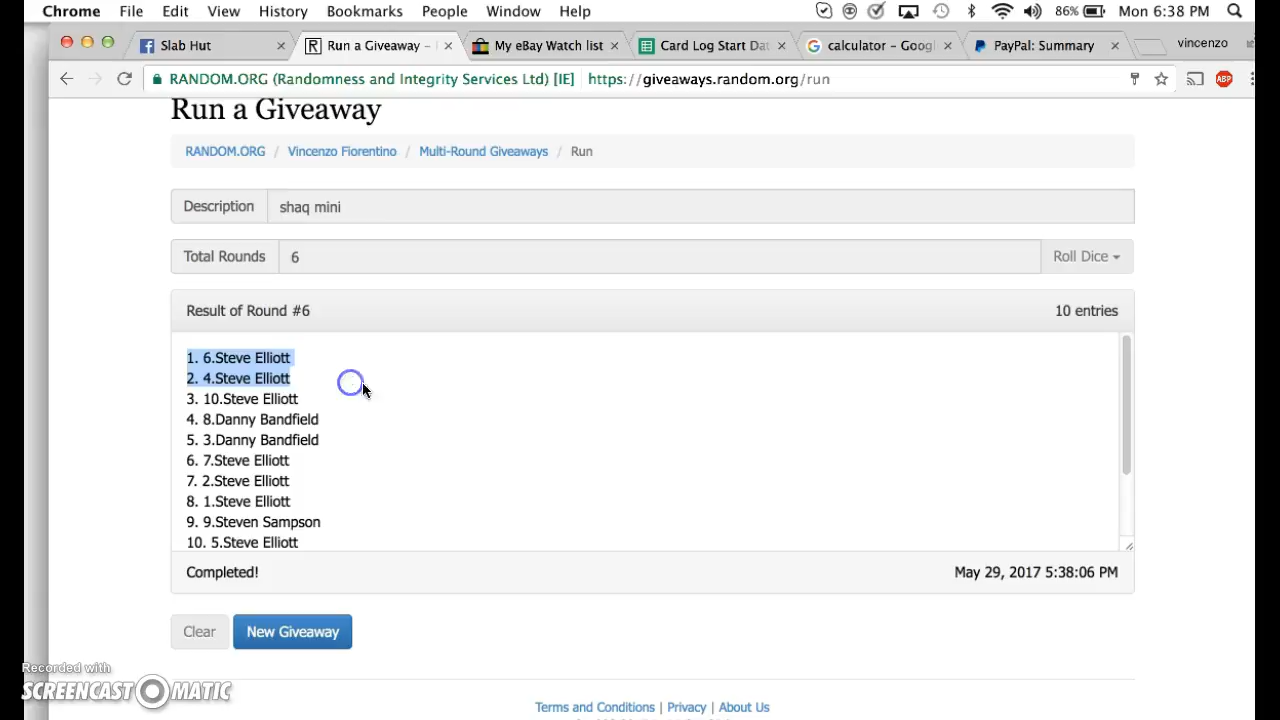 Chrome File Edit View History Bookmarks People Window Help 86% Mon 6:38 PM
Slab Hut Run a Giveaway – My eBay Watch list Card Log Start Dat calculator - Googl PayPal: Summary vincenzo
RANDOM.ORG (Randomness and Integrity Services Ltd) [IE] https://giveaways.random.org/run ABP
Run a Giveaway
RANDOM.ORG / Vincenzo Fiorentino / Multi-Round Giveaways / Run
Description shaq mini
Total Rounds 6 Roll Dice
Result of Round #6 10 entries
1. 6.Steve Elliott
2. 4.Steve Elliott
3. 10.Steve Elliott
4. 8.Danny Bandfield
5. 3.Danny Bandfield
6. 7.Steve Elliott
7. 2.Steve Elliott
8. 1.Steve Elliott
9. 9.Steven Sampson
10. 5.Steve Elliott
Completed! May 29, 2017 5:38:06 PM
Clear New Giveaway
Recorded with
SCREENCAST-O-MATIC
Terms and Conditions | Privacy | About Us